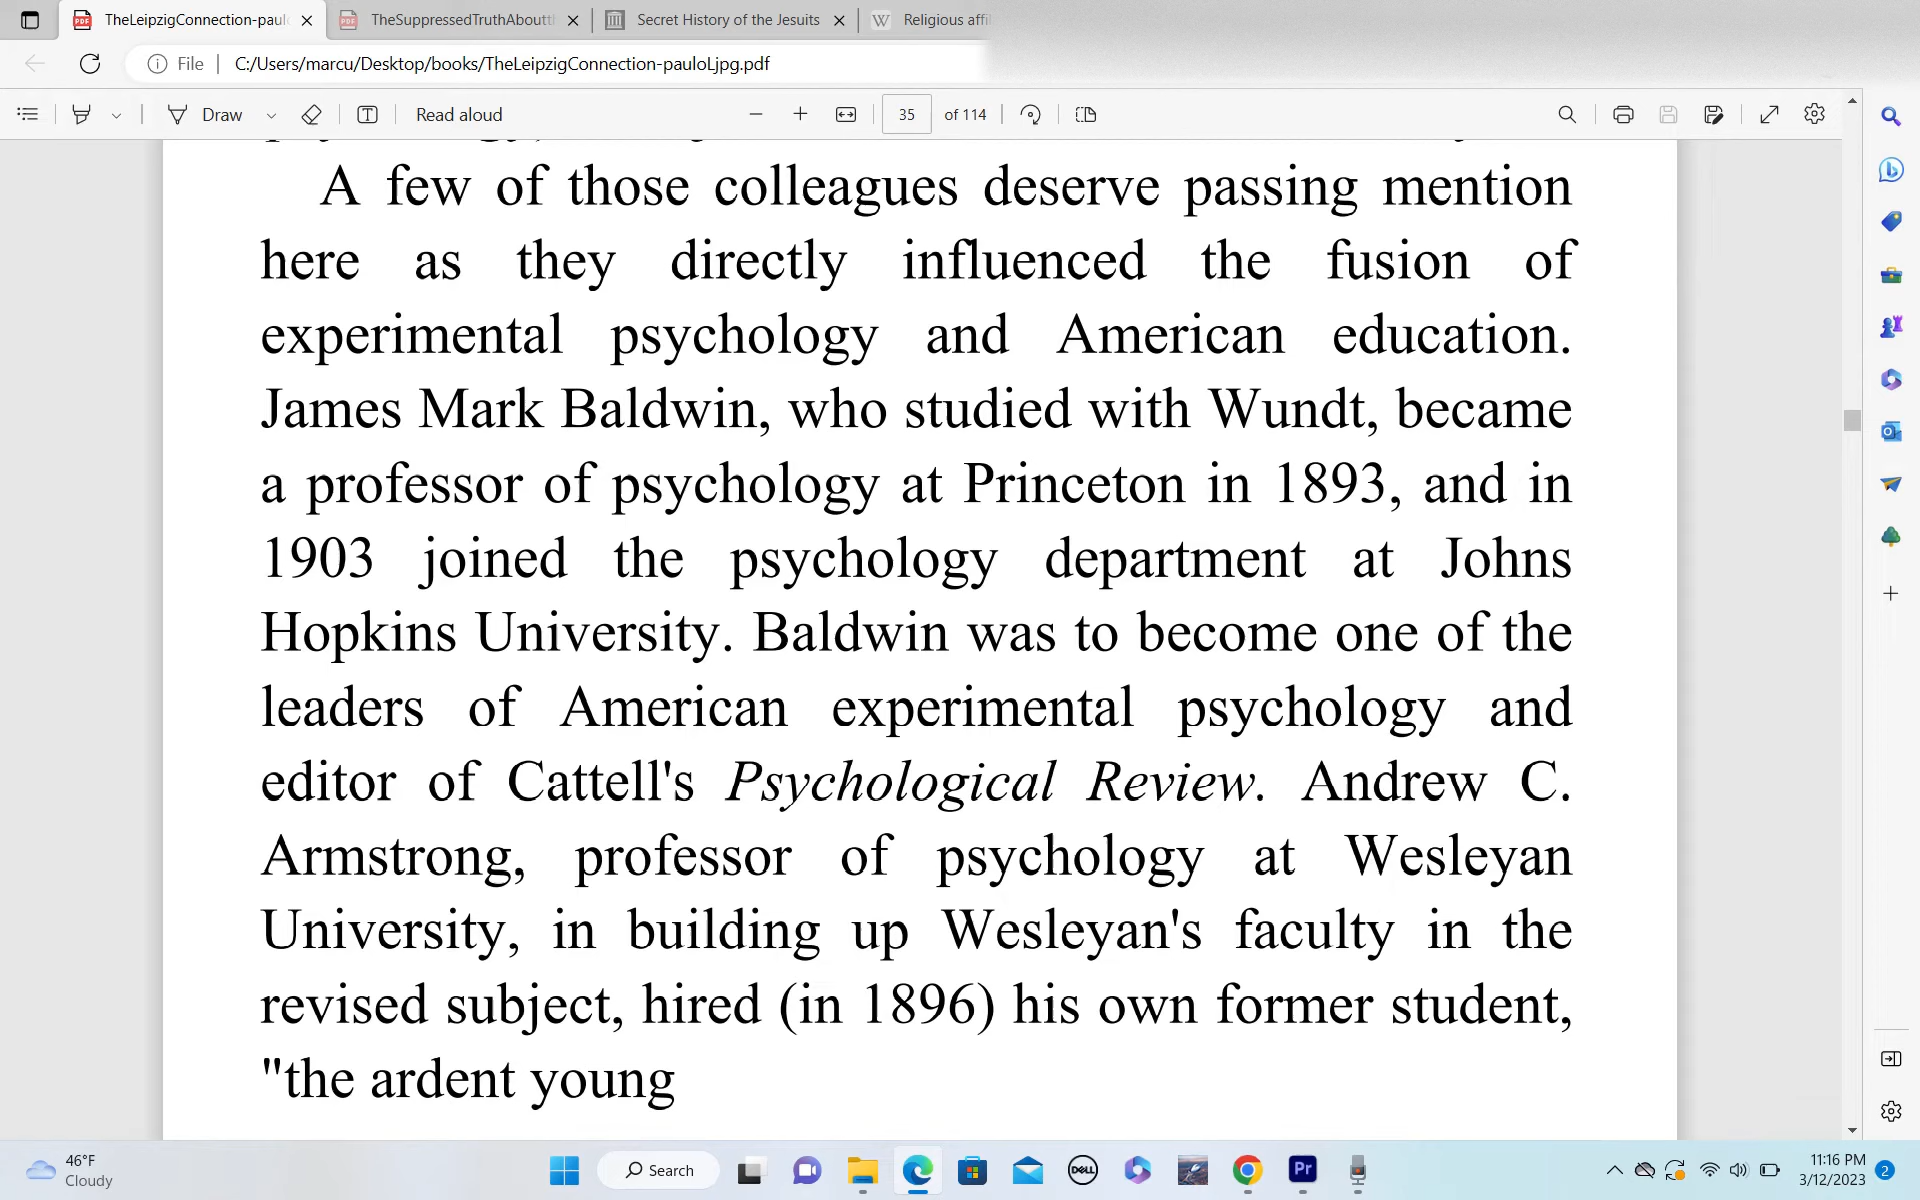 TheLeipzigConnection-paul
TheSuppressedTruthAboutt
Secret History of the Jesuits
Religious affi
File
C:/Users/marcu/Desktop/books/TheLeipzigConnection-pauloLjpg.pdf
Draw
Read aloud
35 of 114
A few of those colleagues deserve passing mention
here as they directly influenced the fusion of
experimental psychology and American education.
James Mark Baldwin, who studied with Wundt, became
a professor of psychology at Princeton in 1893, and in
1903 joined the psychology department at Johns
Hopkins University. Baldwin was to become one of the
leaders of American experimental psychology and
editor of Cattell's Psychological Review. Andrew C.
Armstrong, professor of psychology at Wesleyan
University, in building up Wesleyan's faculty in the
revised subject, hired (in 1896) his own former student,
"the ardent young
46°F
Cloudy
Search
DELL
Pr
11:16 PM
3/12/2023
2